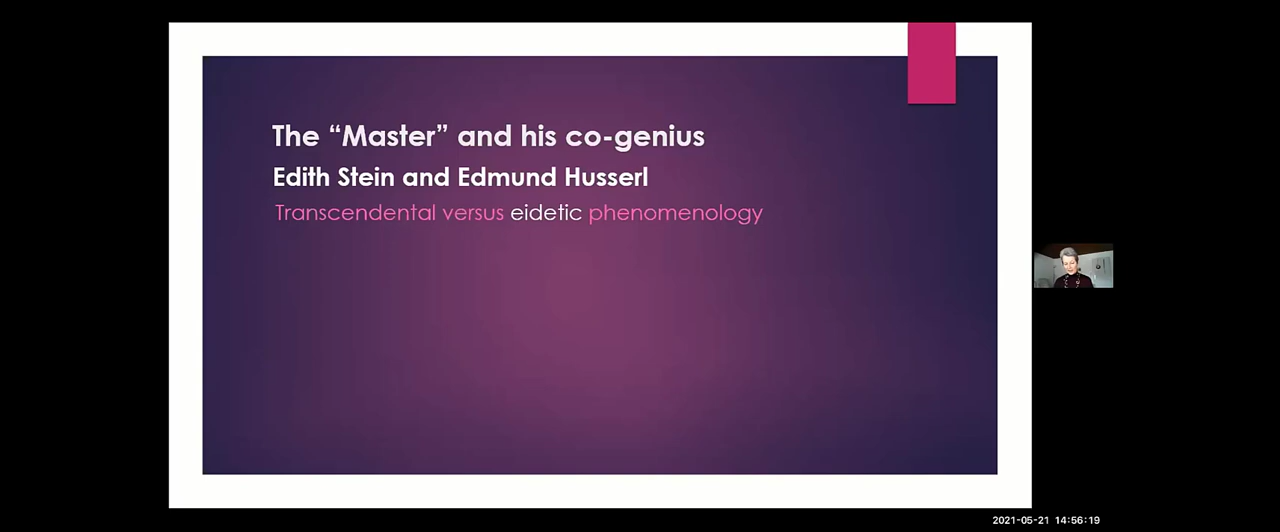 The “Master” and his co-genius
Edith Stein and Edmund Husserl
Transcendental versus eidetic phenomenology
2021-05-21 14:56:19